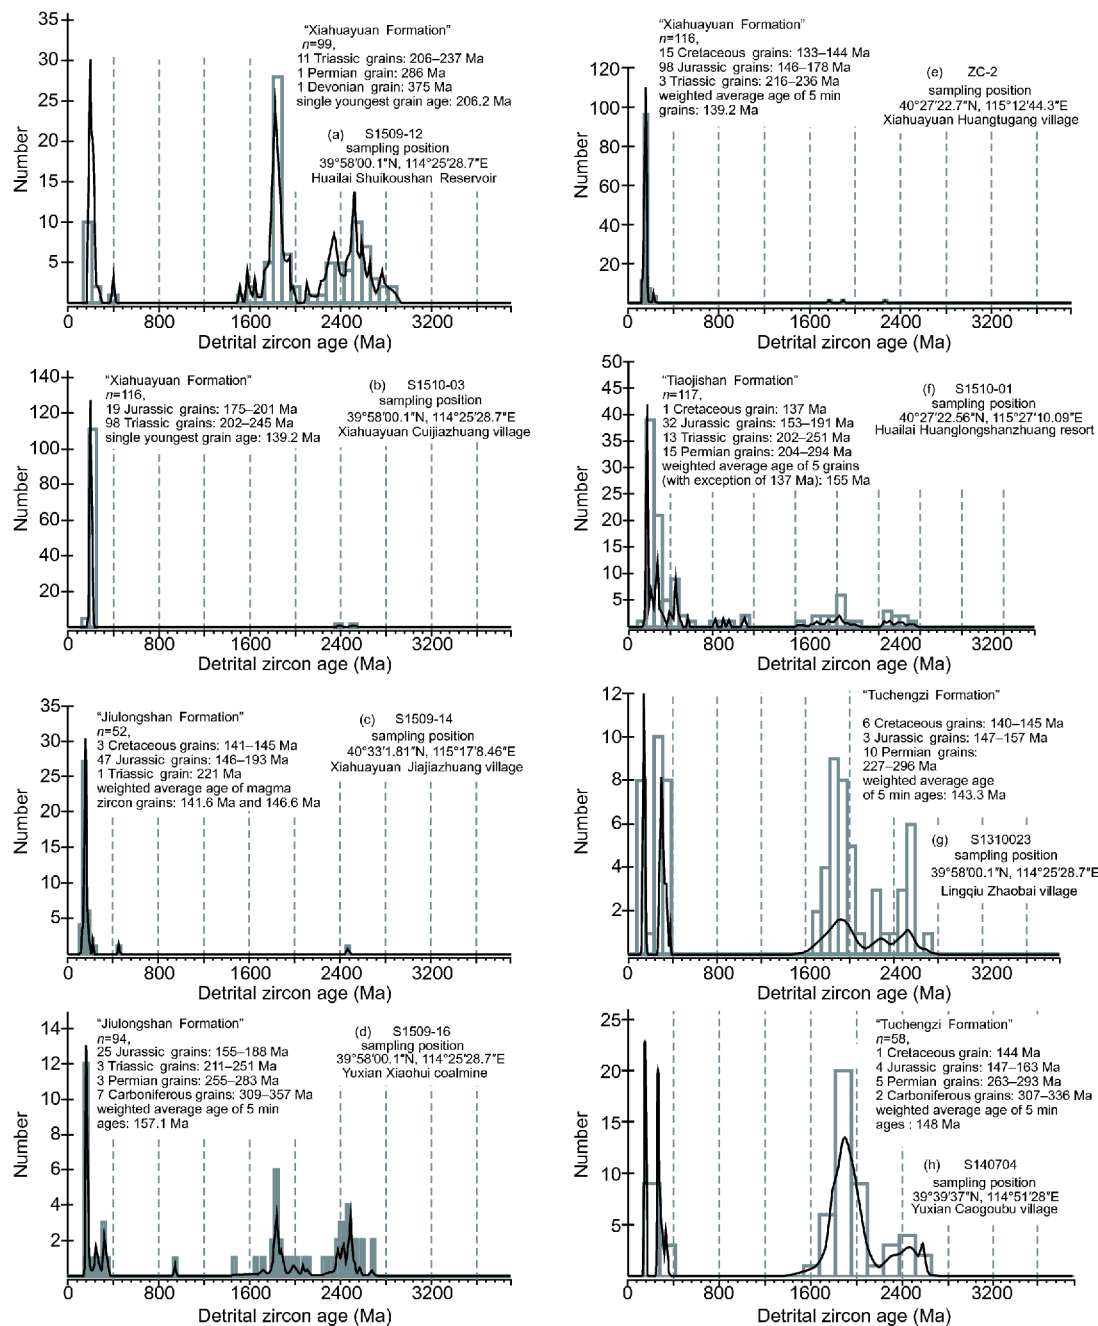 35
30
25
20
15
10
5
Number
"Xiahuayuan Formation"
n=99,
11 Triassic grains: 206–237 Ma
1 Permian grain: 286 Ma
1 Devonian grain: 375 Ma
single youngest grain age: 206.2 Ma
(a) S1509-12
sampling position
39°58′00.1″N, 114°25′28.7″E
Huailai Shuikoushan Reservoir
0 800 1600 2400 3200
Detrital zircon age (Ma)
120
100
80
60
40
20
Number
"Xiahuayuan Formation"
n=116,
15 Cretaceous grains: 133–144 Ma
98 Jurassic grains: 146–178 Ma
3 Triassic grains: 216–236 Ma
weighted average age of 5 min
grains: 139.2 Ma
(e) ZC-2
sampling position
40°27′22.7″N, 115°12′44.3″E
Xiahuayuan Huangtugang village
0 800 1600 2400 3200
Detrital zircon age (Ma)
140
120
100
80
60
40
20
Number
"Xiahuayuan Formation"
n=116,
19 Jurassic grains: 175–201 Ma
98 Triassic grains: 202–245 Ma
single youngest grain age: 139.2 Ma
(b) S1510-03
sampling position
39°58′00.1″N, 114°25′28.7″E
Xiahuayuan Cuijiazhuang village
0 800 1600 2400 3200
Detrital zircon age (Ma)
50
45
40
35
30
25
20
15
10
5
Number
"Tiaojishan Formation"
n=117,
1 Cretaceous grain: 137 Ma
32 Jurassic grains: 153–191 Ma
13 Triassic grains: 202–251 Ma
15 Permian grains: 204–294 Ma
weighted average age of 5 grains
(with exception of 137 Ma): 155 Ma
(f) S1510-01
sampling position
40°27′22.56″N, 115°27′10.09″E
Huailai Huanglongshanzhuang resort
0 800 1600 2400 3200
Detrital zircon age (Ma)
35
30
25
20
15
10
5
Number
"Jiulongshan Formation"
n=52,
3 Cretaceous grains: 141–145 Ma
47 Jurassic grains: 146–193 Ma
1 Triassic grain: 221 Ma
weighted average age of magma
zircon grains: 141.6 Ma and 146.6 Ma
(c) S1509-14
sampling position
40°33′1.81″N, 115°17′8.46″E
Xiahuayuan Jiajiazhuang village
0 800 1600 2400 3200
Detrital zircon age (Ma)
12
10
8
6
4
2
Number
"Tuchengzi Formation"
6 Cretaceous grains: 140–145 Ma
3 Jurassic grains: 147–157 Ma
10 Permian grains:
227–296 Ma
weighted average age
of 5 min ages: 143.3 Ma
(g) S1310023
sampling position
39°58′00.1″N, 114°25′28.7″E
Lingqiu Zhaobai village
0 800 1600 2400 3200
Detrital zircon age (Ma)
14
12
10
8
6
4
2
Number
"Jiulongshan Formation"
n=94,
25 Jurassic grains: 155–188 Ma
3 Triassic grains: 211–251 Ma
3 Permian grains: 255–283 Ma
7 Carboniferous grains: 309–357 Ma
weighted average age of 5 min
ages: 157.1 Ma
(d) S1509-16
sampling position
39°58′00.1″N, 114°25′28.7″E
Yuxian Xiaohui coalmine
0 800 1600 2400 3200
Detrital zircon age (Ma)
25
20
15
10
5
Number
"Tuchengzi Formation"
n=58,
1 Cretaceous grain: 144 Ma
4 Jurassic grains: 147–163 Ma
5 Permian grains: 263–293 Ma
2 Carboniferous grains: 307–336 Ma
weighted average age of 5 min
ages : 148 Ma
(h) S140704
sampling position
39°39′37″N, 114°51′28″E
Yuxian Caogoubu village
0 800 1600 2400 3200
Detrital zircon age (Ma)